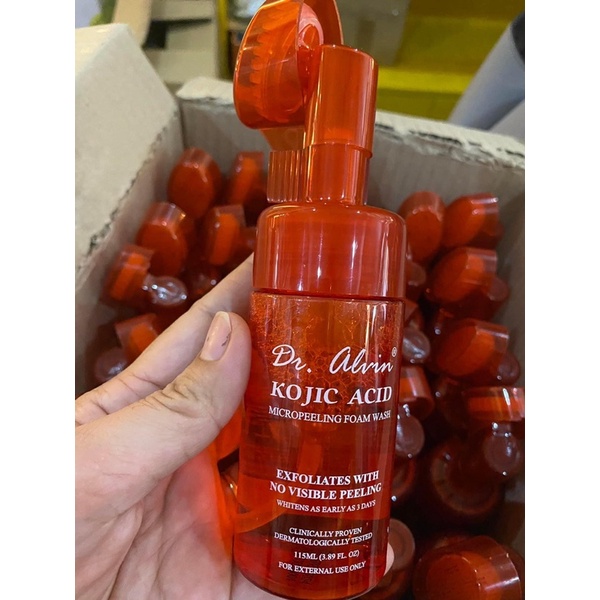 Dr. Alvin®
KOJIC ACID
MICROPEELING FOAM WASH
EXFOLIATES WITH
NO VISIBLE PEELING
WHITENS AS EARLY AS 3 DAYS
CLINICALLY PROVEN
DERMATOLOGICALLY TESTED
115ML (3.89 FL. OZ)
FOR EXTERNAL USE ONLY